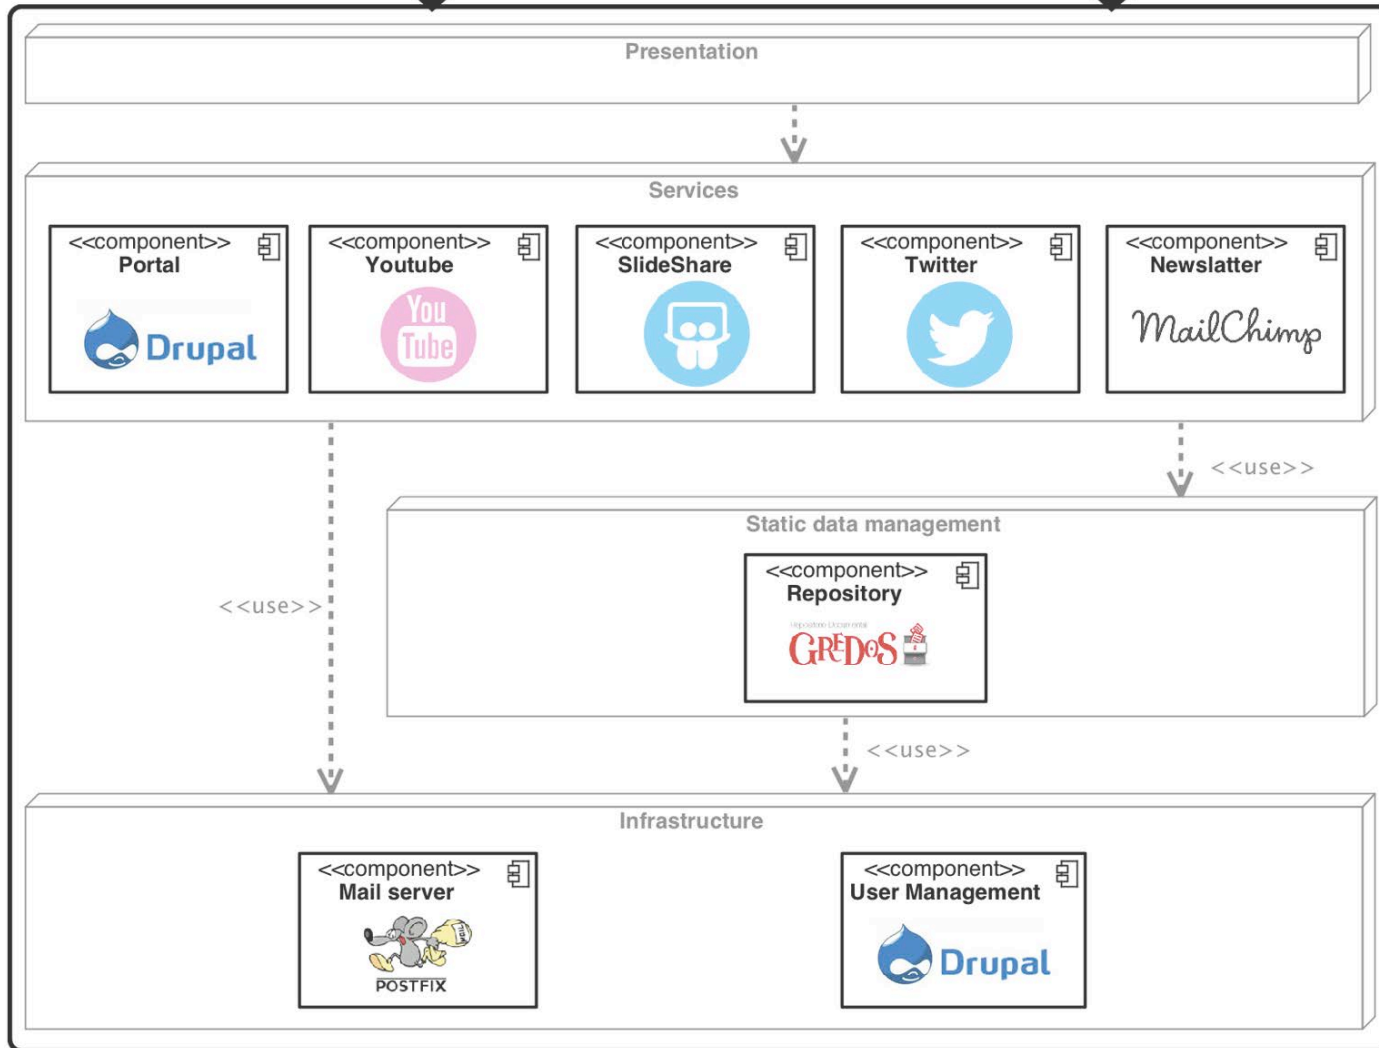 Presentation
Services
<<component>>
Portal
Drupal
<<component>>
Youtube
You
Tube
<<component>>
SlideShare
<<component>>
Twitter
<<component>>
Newslatter
MailChimp
<<use>>
Static data management
<<component>>
Repository
GREDOS
<<use>>
<<use>>
Infrastructure
<<component>>
Mail server
POSTFIX
<<component>>
User Management
Drupal